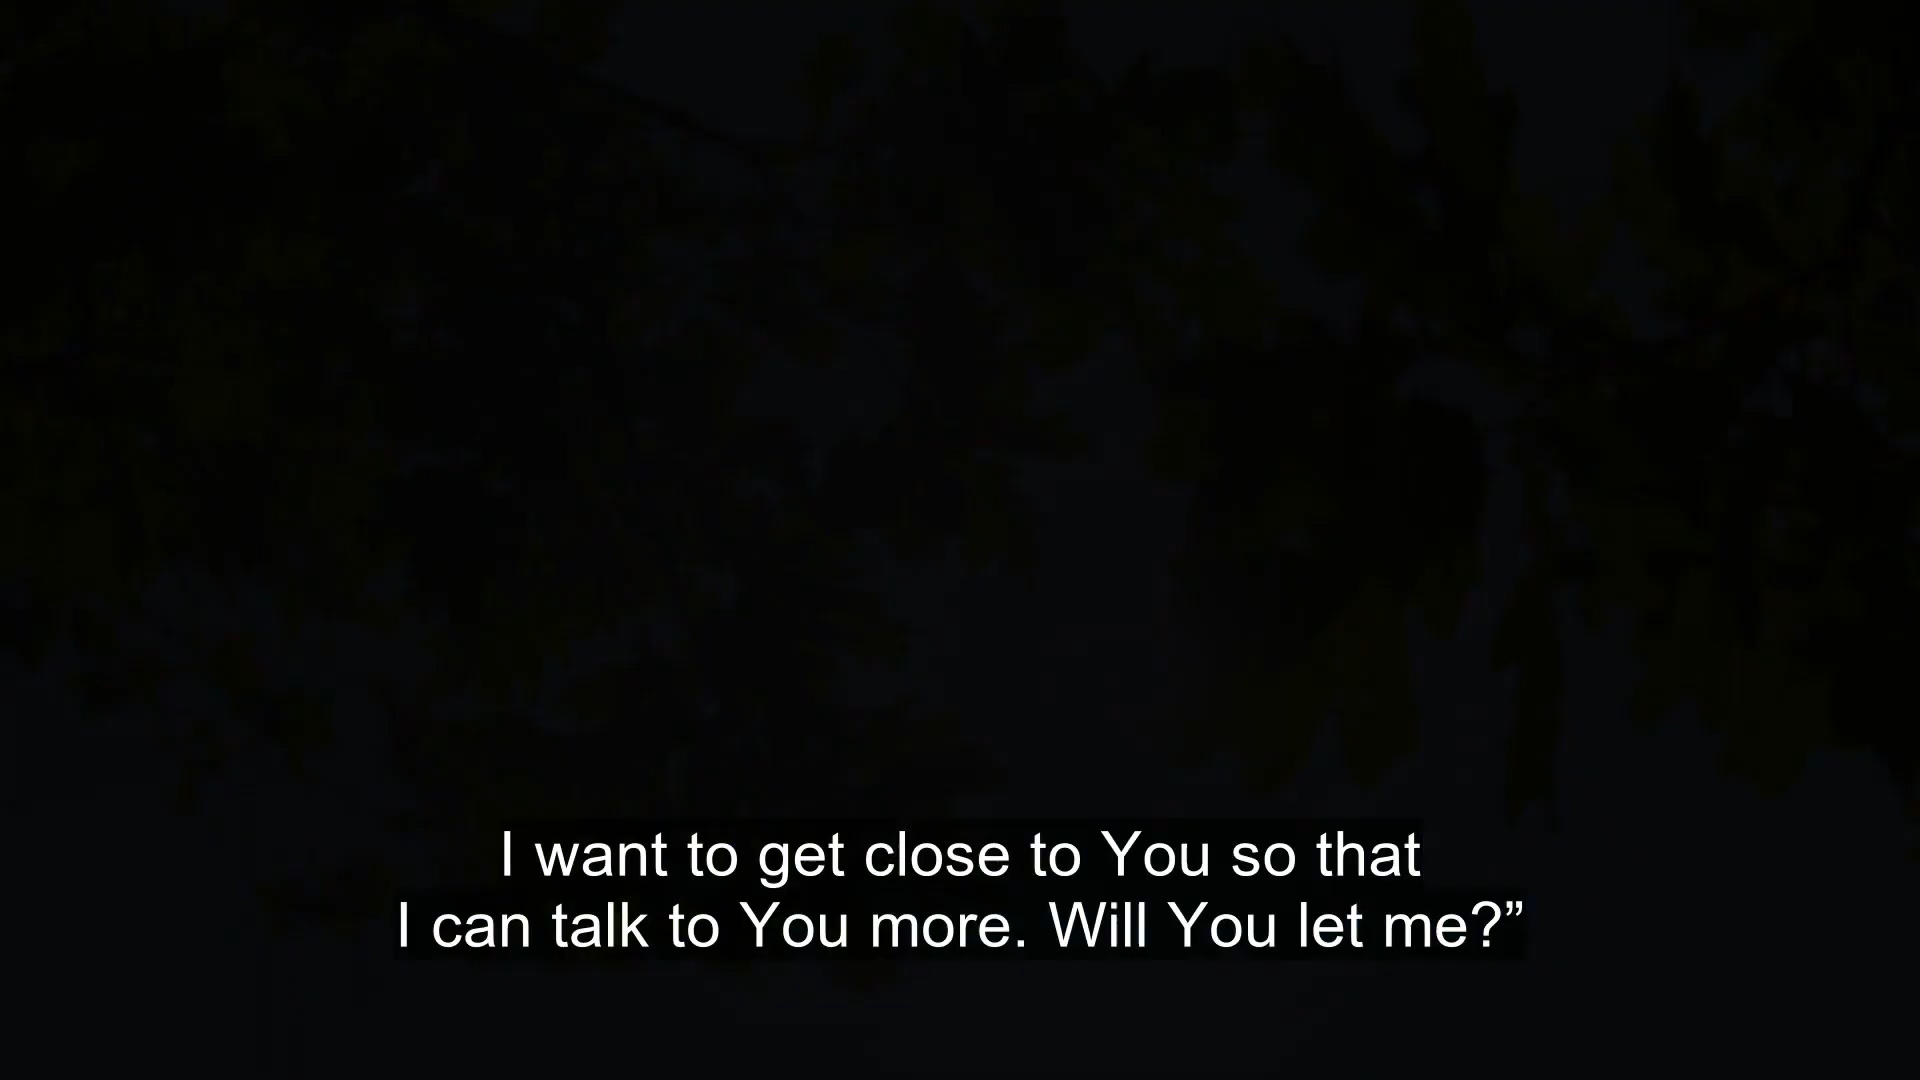 I want to get close to You so that
I can talk to You more. Will You let me?”